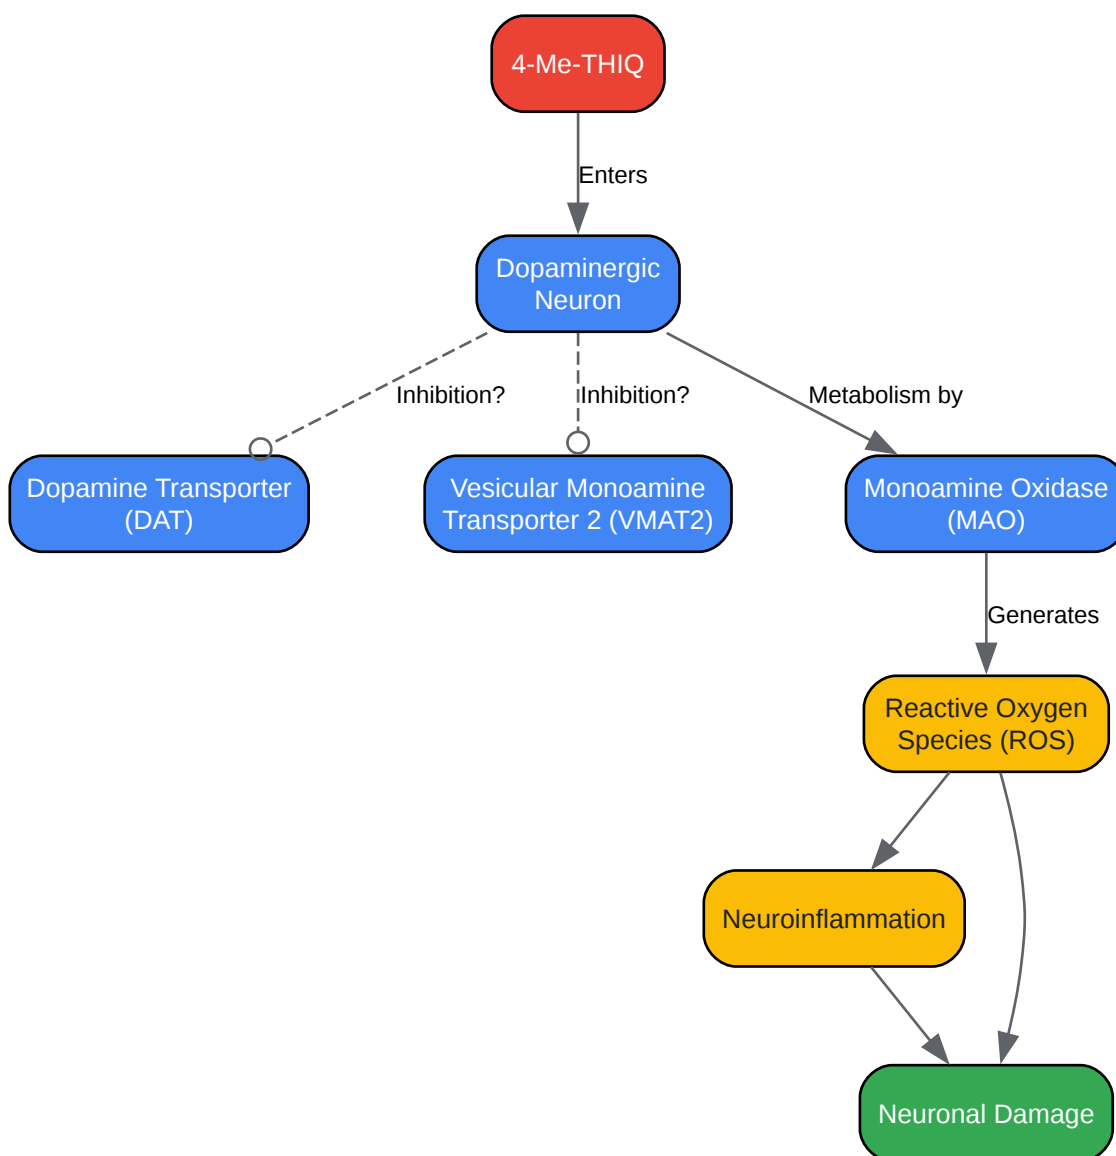 4-Me-THIQ
Enters
Dopaminergic
Neuron
Inhibition?
Inhibition?
Metabolism by
Dopamine Transporter
(DAT)
Vesicular Monoamine
Transporter 2 (VMAT2)
Monoamine Oxidase
(MAO)
Generates
Reactive Oxygen
Species (ROS)
Neuroinflammation
Neuronal Damage